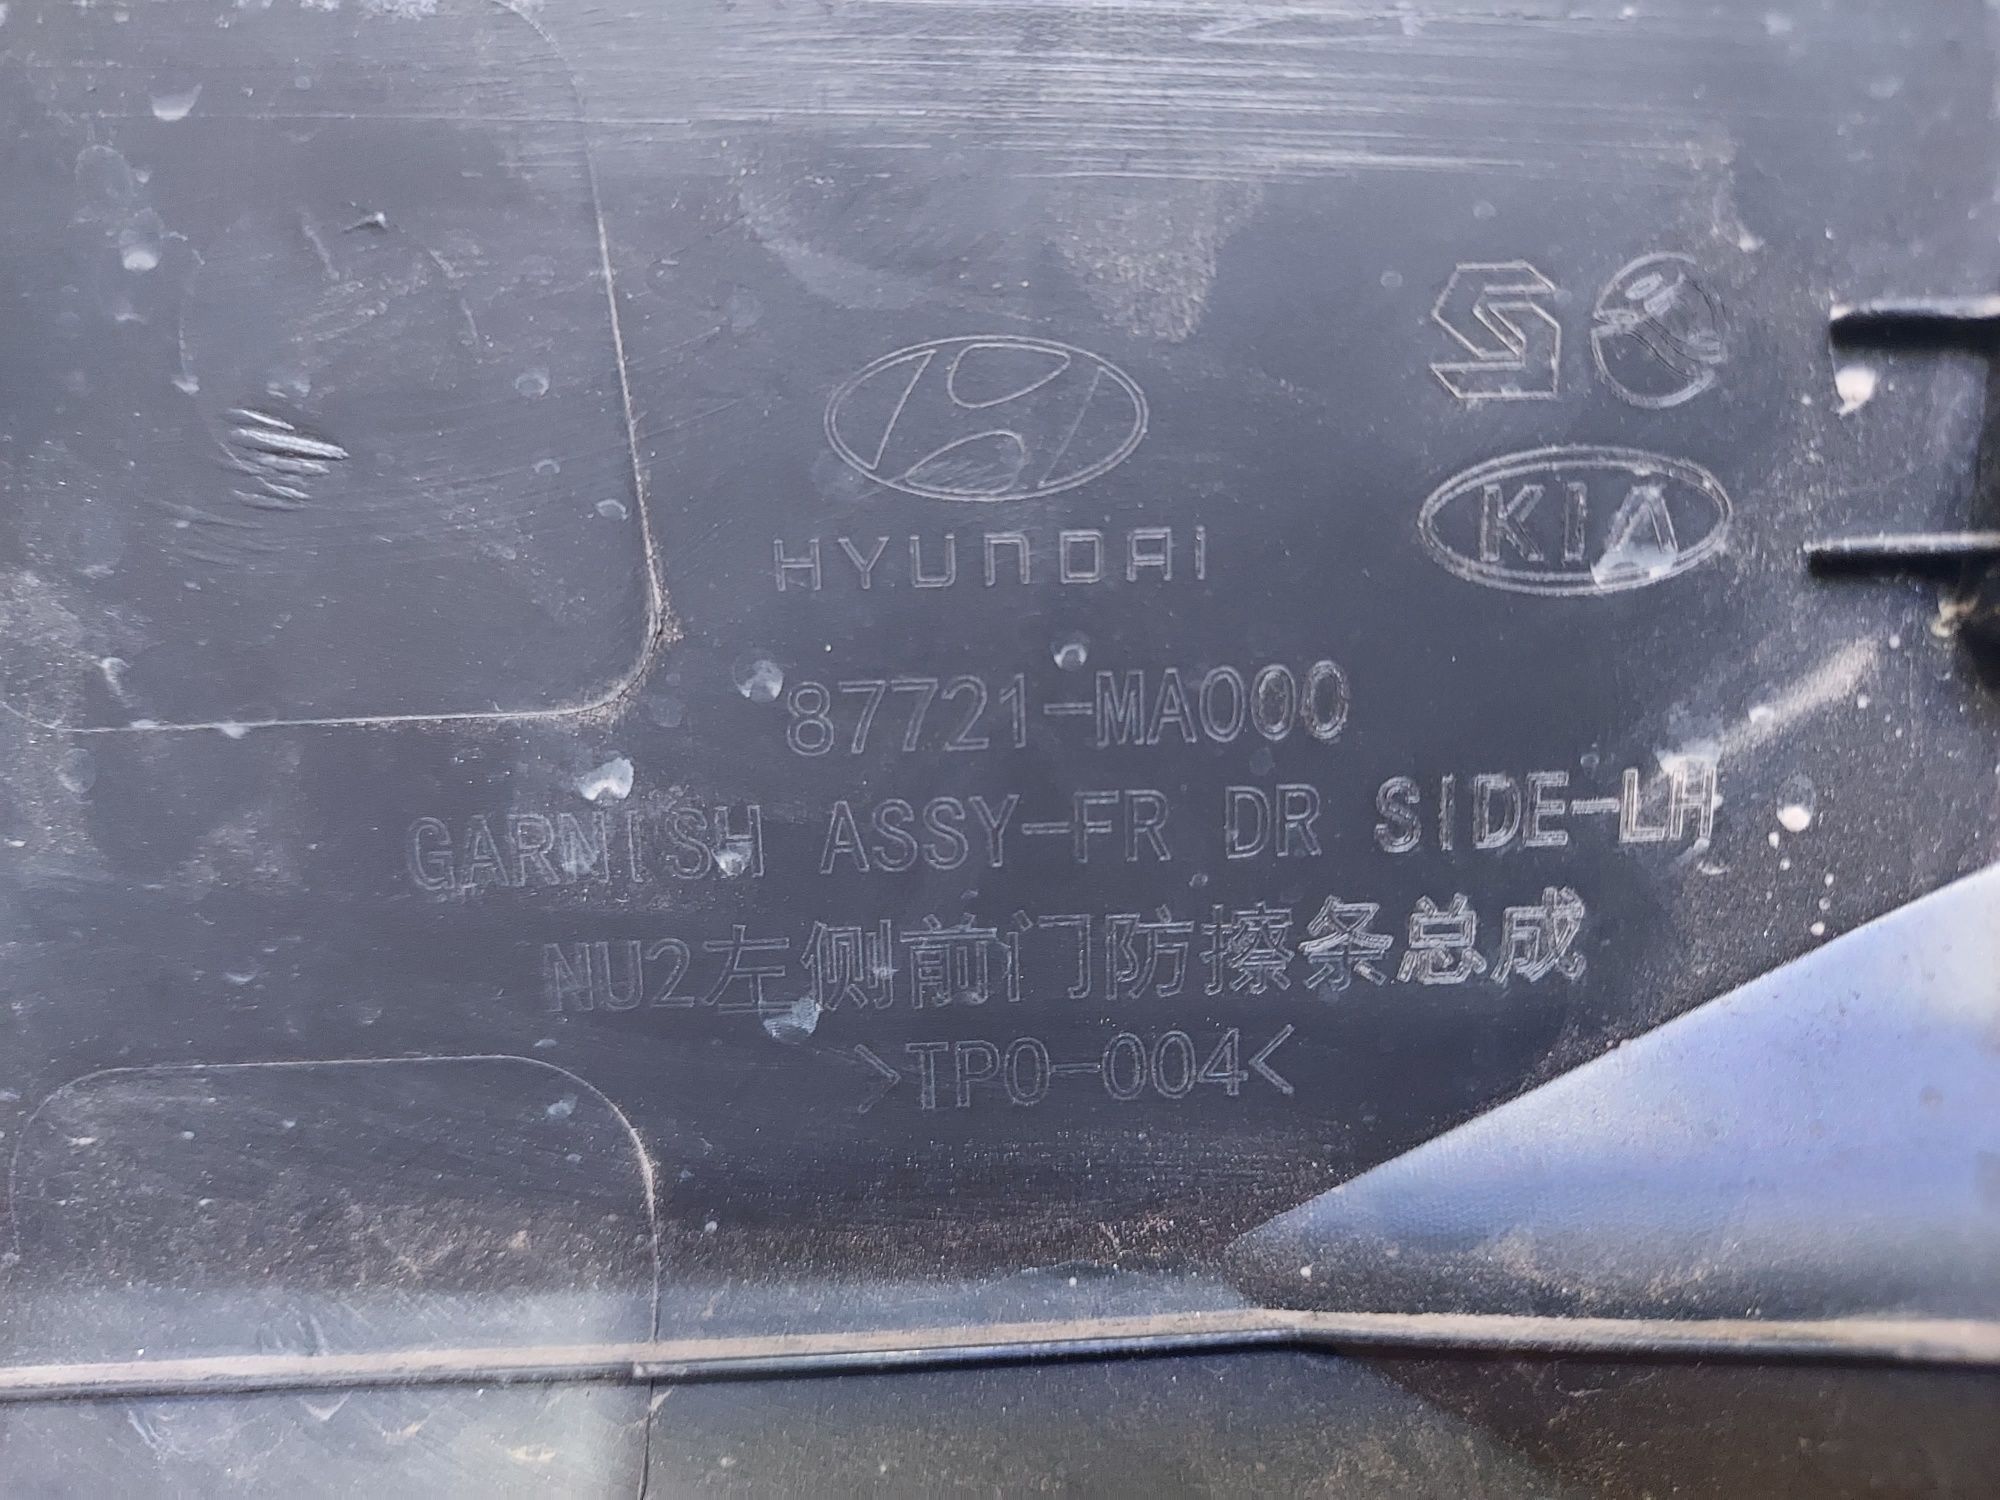 HYUNDAI
KIA
87721-MA000
GARNISH ASSY-FR DR SIDE-LH
NU2左侧前门防擦条总成
>TPO-004<